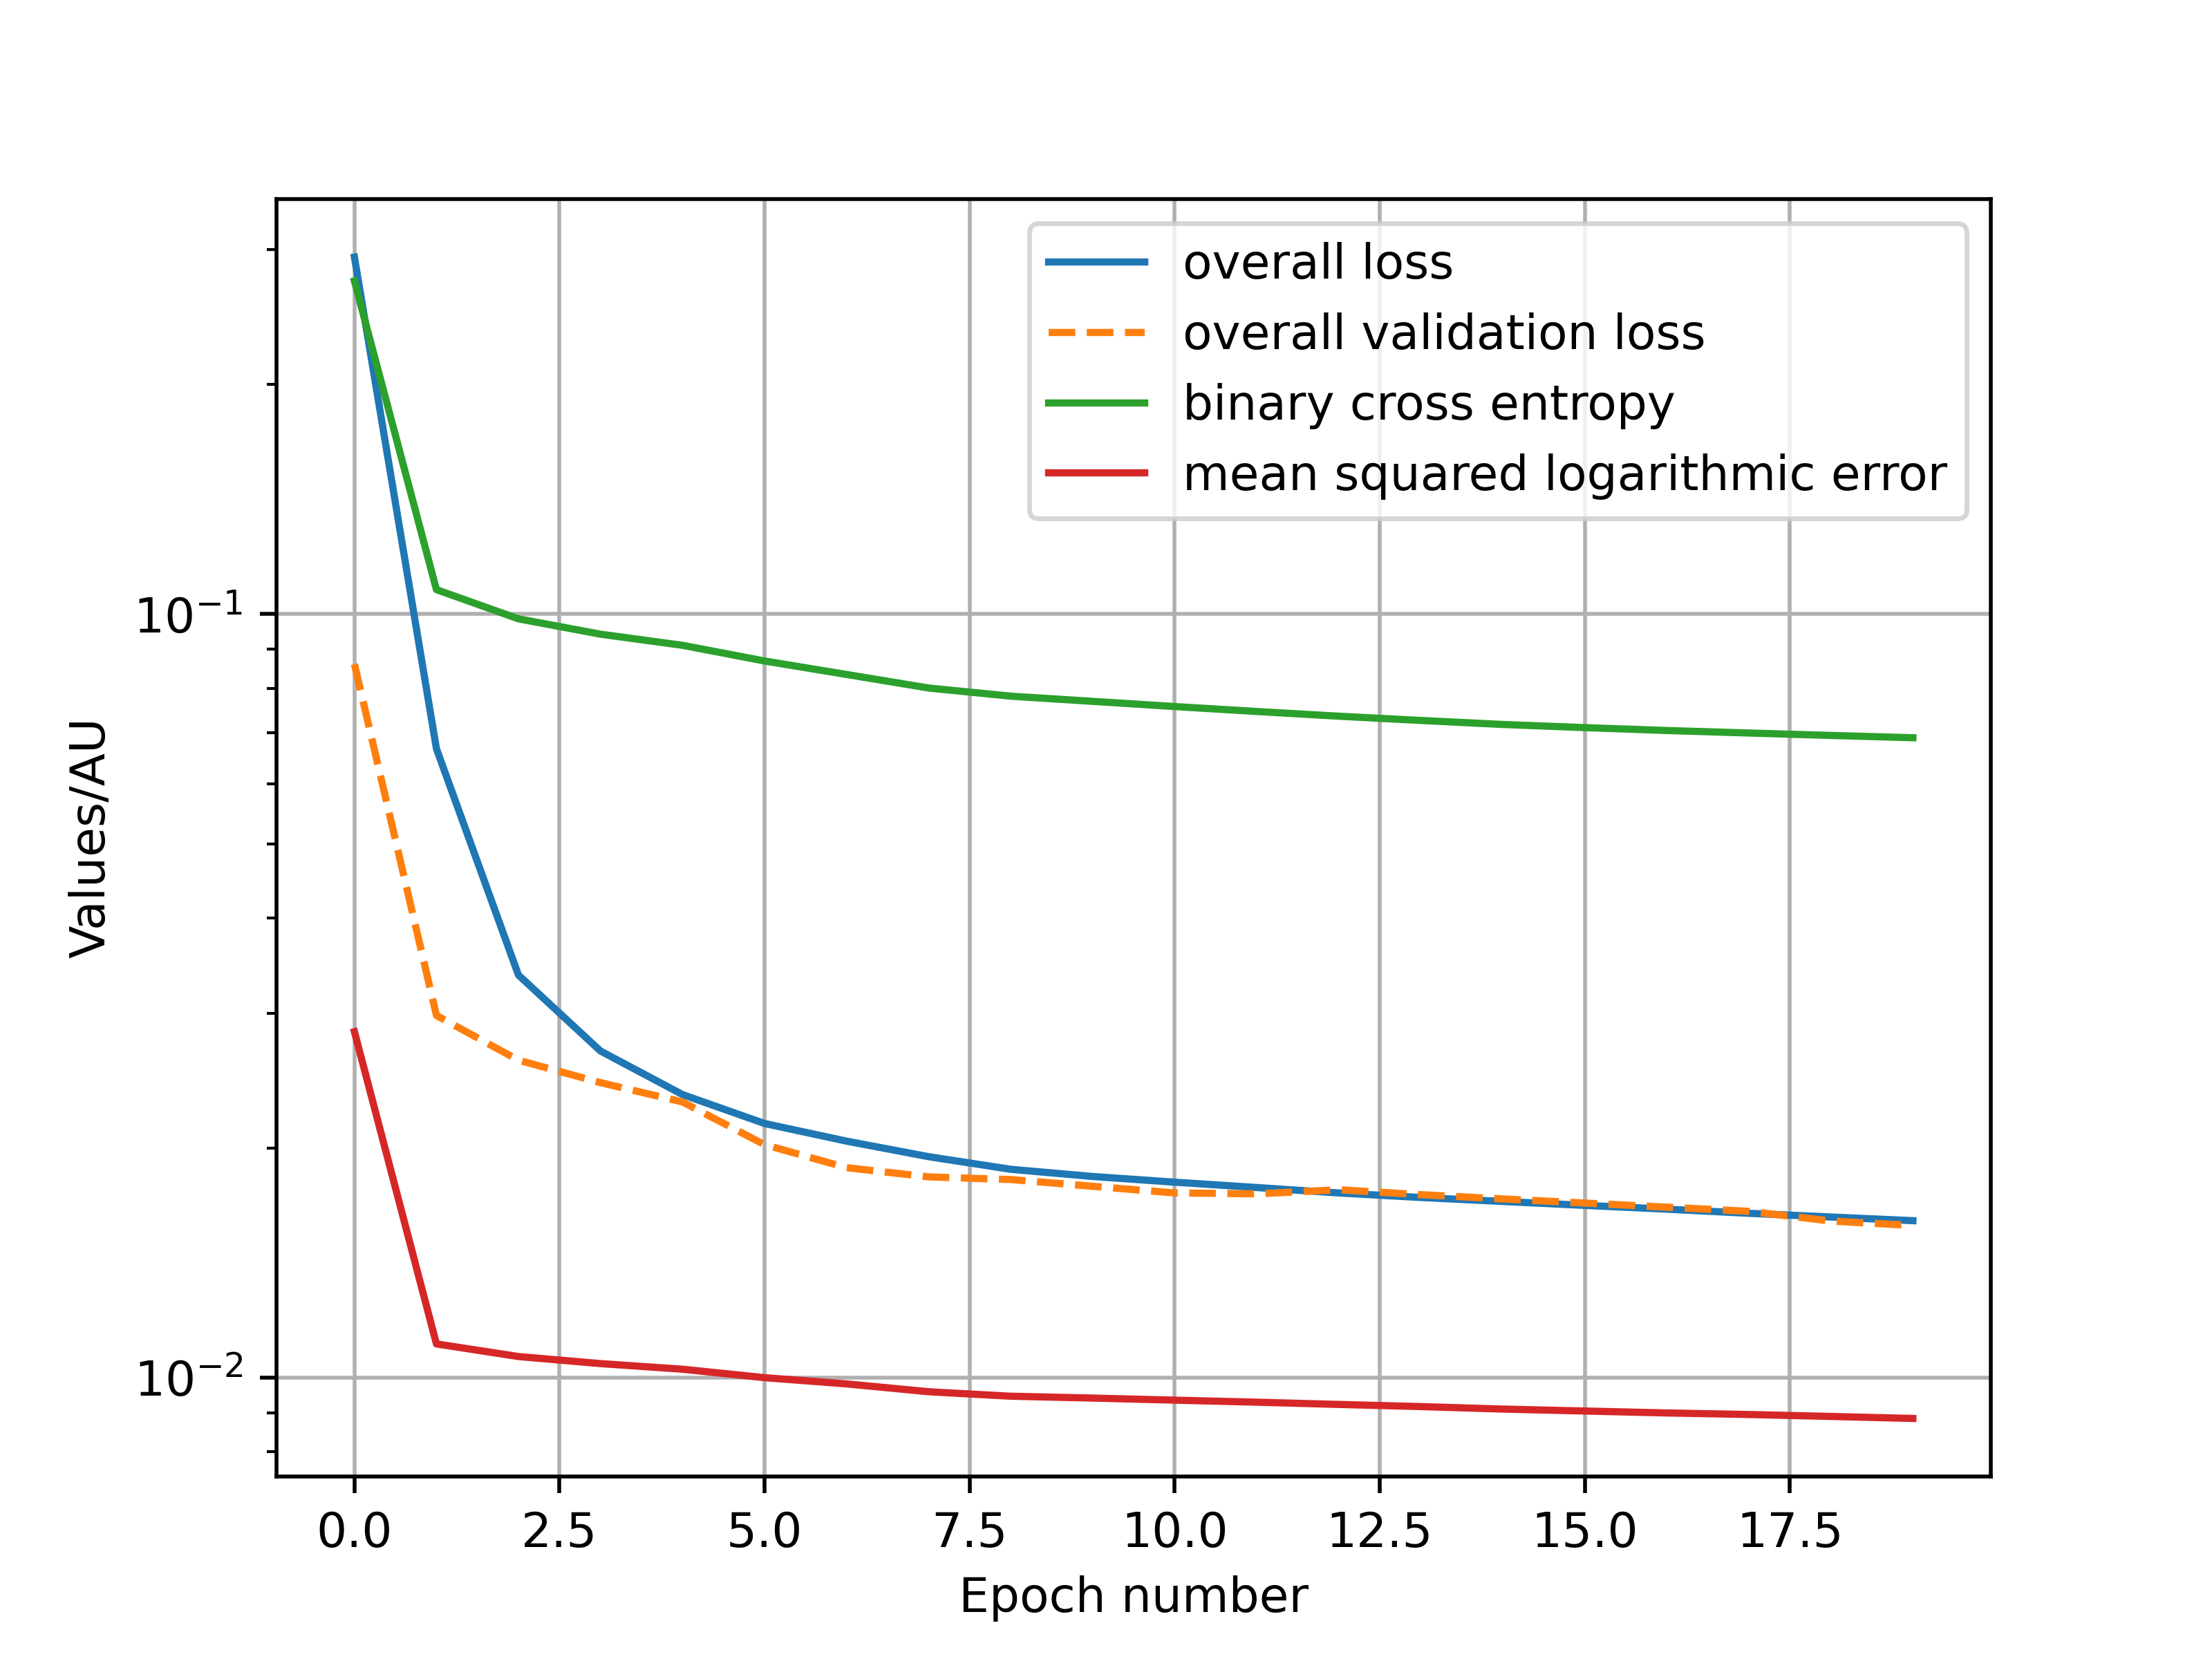 overall loss
overall validation loss
binary cross entropy
mean squared logarithmic error
10⁻¹
10⁻²
Values/AU
0.0 2.5 5.0 7.5 10.0 12.5 15.0 17.5
Epoch number